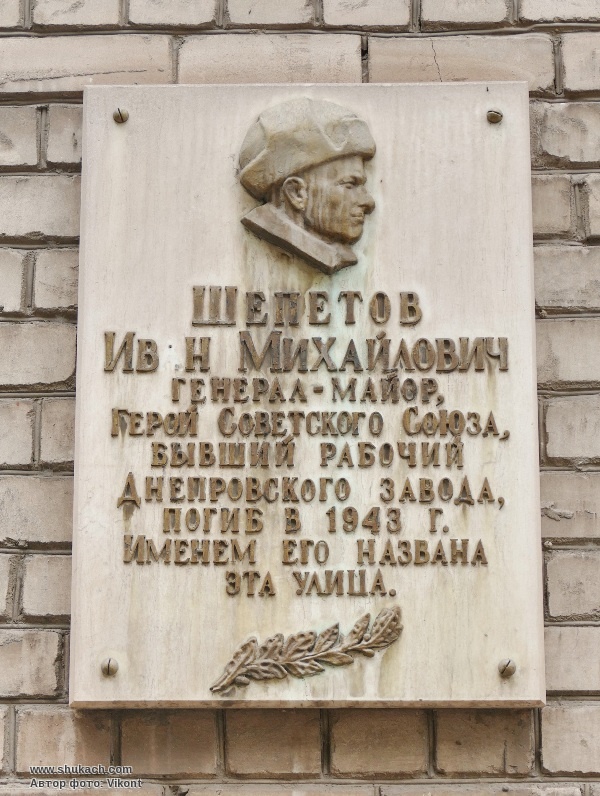 ШЕПЕТОВ
ИВ Н МИХАЙЛОВИЧ
ГЕНЕРАЛ-МАЙОР,
ГЕРОЙ СОВЕТСКОГО СОЮЗА,
БЫВШИЙ РАБОЧИЙ
ДНЕПРОВСКОГО ЗАВОДА,
ПОГИБ В 1943 Г.
ИМЕНЕМ ЕГО НАЗВАНА
ЭТА УЛИЦА.
www.shukach.com
Автор фото: Vikont